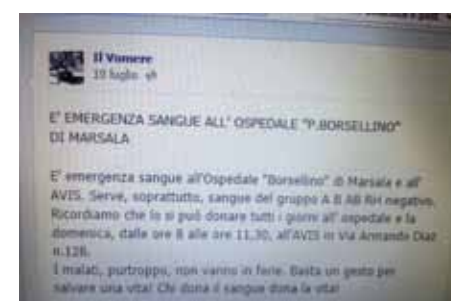 Il Vomere
10 luglio
E' EMERGENZA SANGUE ALL' OSPEDALE "P.BORSELLINO"
DI MARSALA
E' emergenza sangue all'Ospedale "Borsellino" di Marsala e all'
AVIS. Serve, soprattutto, sangue del gruppo A B AB RH negativo.
Ricordiamo che lo si può donare tutti i giorni all' ospedale e la
domenica, dalle ore 8 alle ore 11,30, all'AVIS in Via Armando Diaz
n.128.
I malati, purtroppo, non vanno in ferie. Basta un gesto per
salvare una vita! Chi dona il sangue dona la vita!